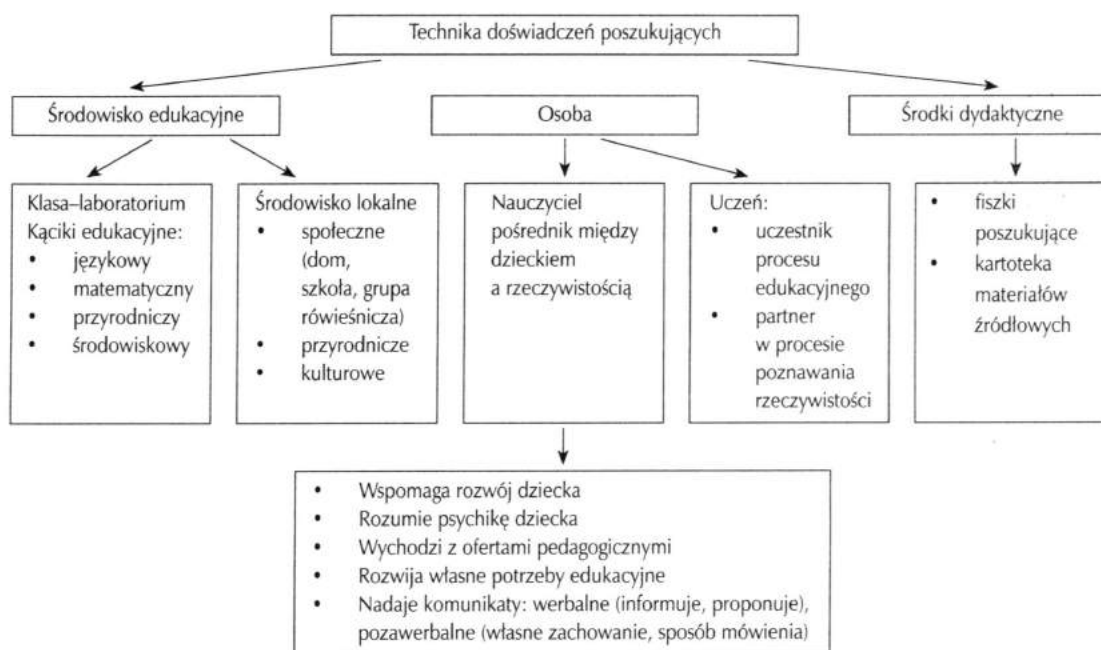 Technika doświadczeń poszukujących
Środowisko edukacyjne
Osoba
Środki dydaktyczne
Klasa–laboratorium
Kąciki edukacyjne:
• językowy
• matematyczny
• przyrodniczy
• środowiskowy
Środowisko lokalne
• społeczne
(dom,
szkoła, grupa
rówieśnicza)
• przyrodnicze
• kulturowe
Nauczyciel
pośrednik między
dzieckiem
a rzeczywistością
Uczeń:
• uczestnik
procesu
edukacyjnego
• partner
w procesie
poznawania
rzeczywistości
• fiszki
poszukujące
• kartoteka
materiałów
źródłowych
• Wspomaga rozwój dziecka
• Rozumie psychikę dziecka
• Wychodzi z ofertami pedagogicznymi
• Rozwija własne potrzeby edukacyjne
• Nadaje komunikaty: werbalne (informuje, proponuje),
pozawerbalne (własne zachowanie, sposób mówienia)